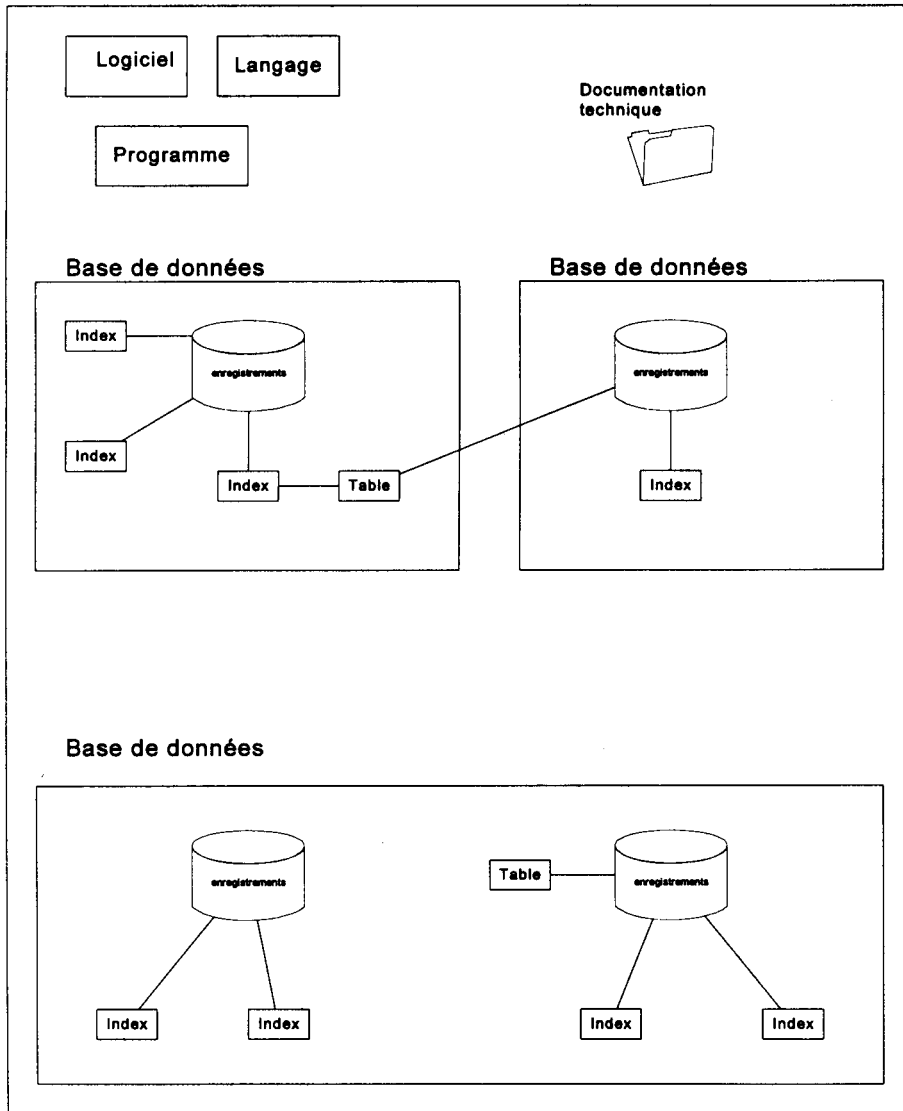 Logiciel
Langage
Documentation
technique
Programme
Base de données
Base de données
Index
enregistrements
enregistrements
Index
Index
Table
Index
Base de données
enregistrements
Table
enregistrements
Index
Index
Index
Index